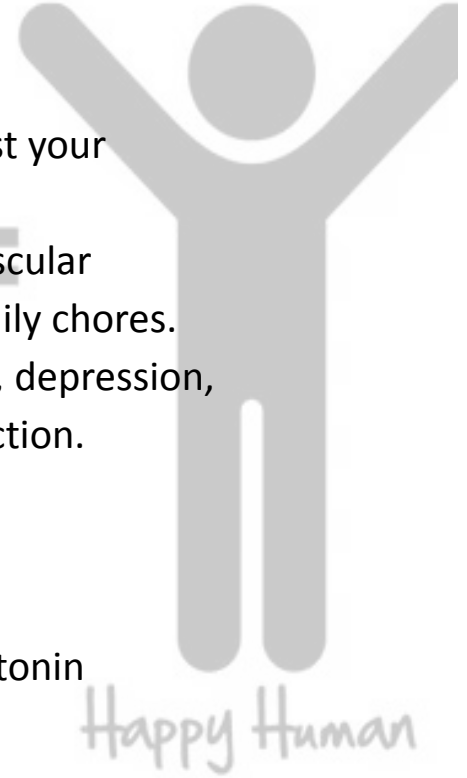 st your
scular
ily chores.
, depression,
ction.
tonin
Happy Human